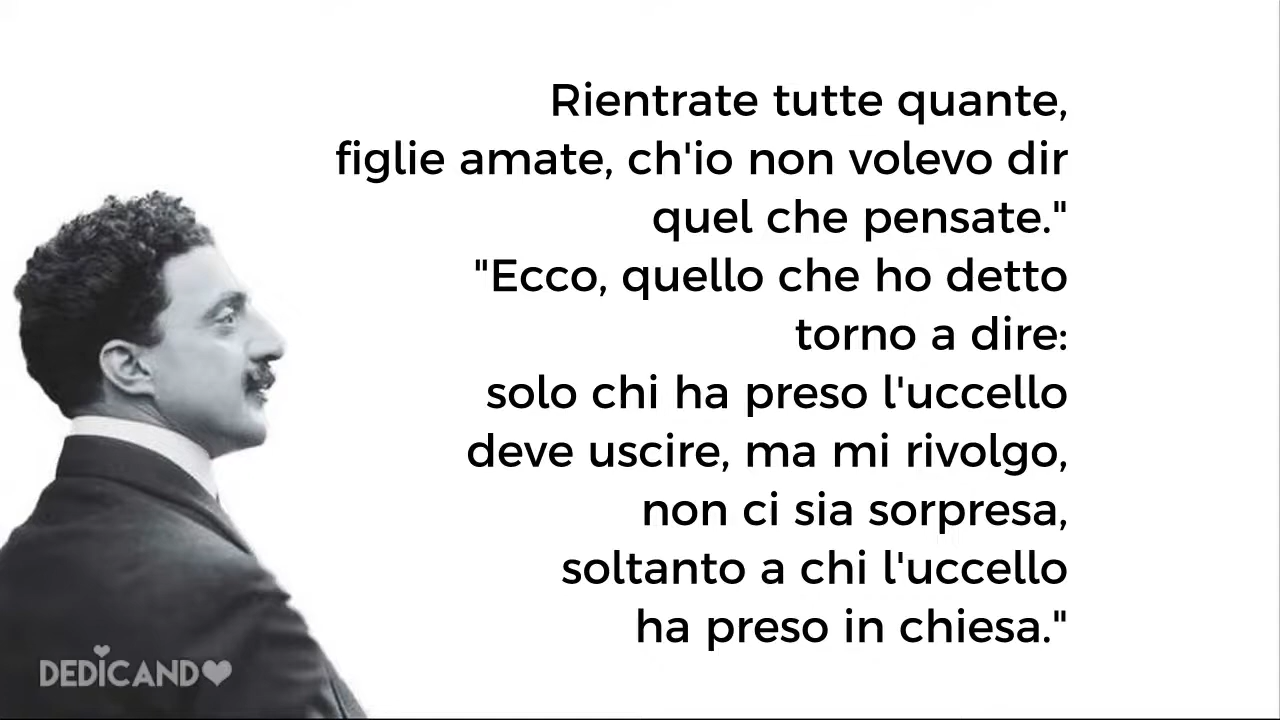 Rientrate tutte quante,
figlie amate, ch'io non volevo dir
quel che pensate."
"Ecco, quello che ho detto
torno a dire:
solo chi ha preso l'uccello
deve uscire, ma mi rivolgo,
non ci sia sorpresa,
soltanto a chi l'uccello
ha preso in chiesa."
DEDICANDO